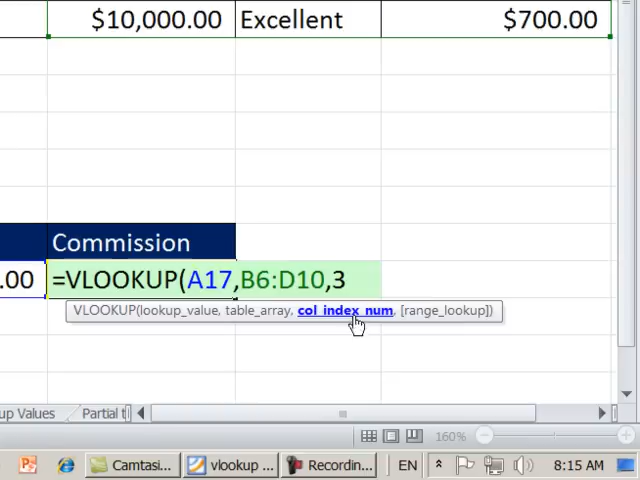 $10,000.00 Excellent $700.00
Commission
.00 =VLOOKUP(A17,B6:D10,3
VLOOKUP(lookup_value, table_array, col_index_num, [range_lookup])
up Values Partial t
160%
Camtasi... vlookup ... Recordin... EN 8:15 AM